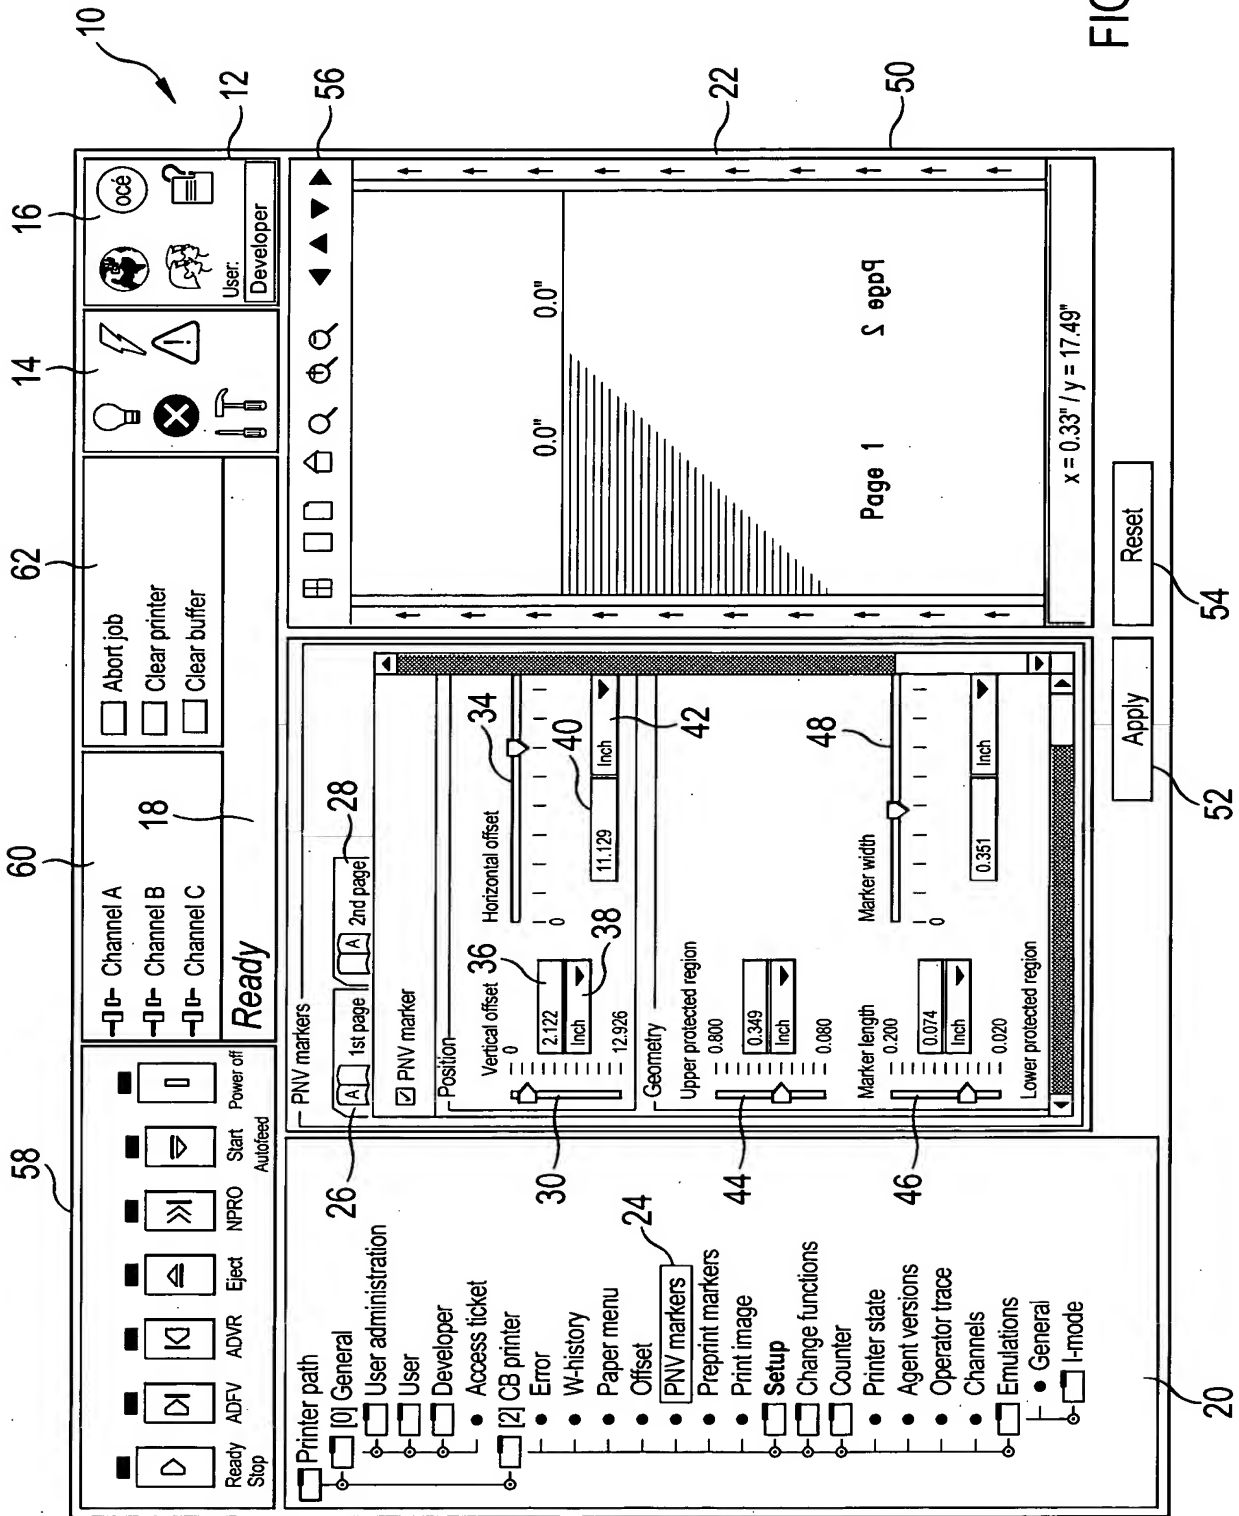 10
58
60
62
14
16
12
Ready
Stop
ADFV
ADVR
Eject
NPRO
Start
Autofeed
Power off
Channel A
Channel B
Channel C
18
Ready
Abort job
Clear printer
Clear buffer
océ
User:
Developer
Printer path
[0] General
User administration
User
Developer
Access ticket
[2] CB printer
Error
W-history
Paper menu
Offset
PNV markers
Preprint markers
Print image
Setup
Change functions
Counter
Printer state
Agent versions
Operator trace
Channels
Emulations
General
I-mode
24
20
PNV markers
26
A 1st page
A 2nd page
28
PNV marker
Position
Vertical offset
36
0
2.122
Inch
12.926
38
30
Horizontal offset
34
0
40
11.129
Inch
42
Geometry
Upper protected region
0.800
0.349
Inch
0.080
44
Marker length
0.200
0.074
Inch
0.020
46
Marker width
48
0
0.351
Inch
Lower protected region
56
0.0"
0.0"
Page 1
Page 2
22
x = 0.33" / y = 17.49"
50
Apply
52
Reset
54
FIG